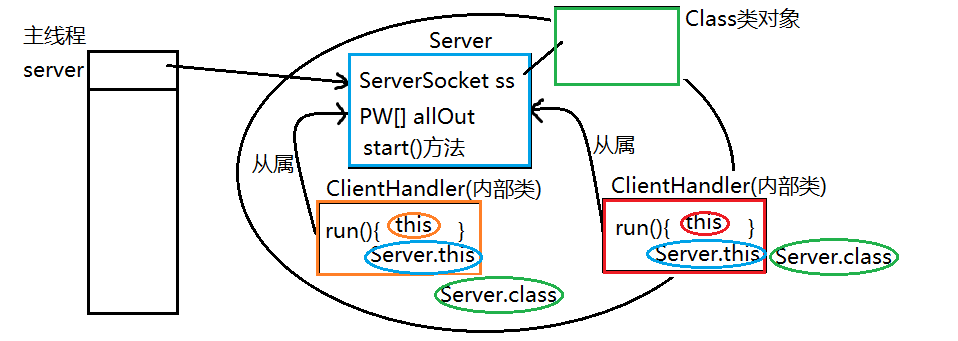 主线程
server
Server
Class类对象
ServerSocket ss
PW[] allOut
start()方法
从属
从属
ClientHandler(内部类)
run(){ this }
Server.this
Server.class
ClientHandler(内部类)
run(){ this }
Server.this
Server.class